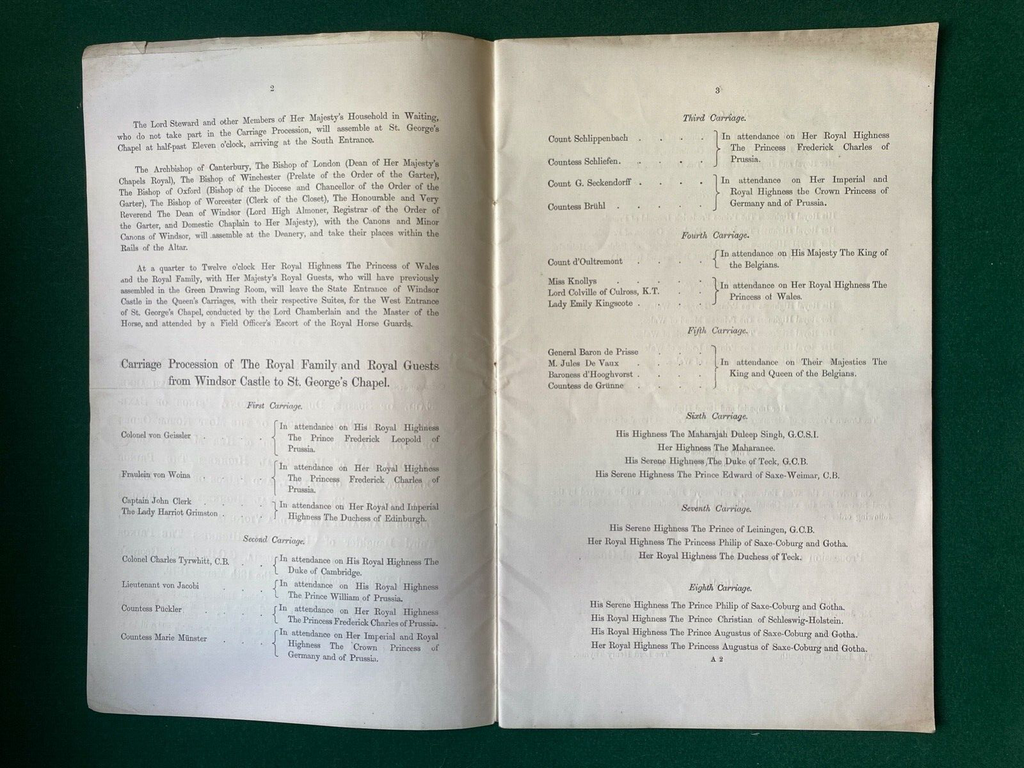 2
The Lord Steward and other Members of Her Majesty's Household in Waiting,
who do not take part in the Carriage Procession, will assemble at St. George's
Chapel at half-past Eleven o'clock, arriving at the South Entrance.
The Archbishop of Canterbury, The Bishop of London (Dean of Her Majesty's
Chapels Royal), The Bishop of Winchester (Prelate of the Order of the Garter),
The Bishop of Oxford (Bishop of the Diocese and Chancellor of the Order of the
Garter), The Bishop of Worcester (Clerk of the Closet), The Honourable and Very
Reverend The Dean of Windsor (Lord High Almoner, Registrar of the Order of
the Garter, and Domestic Chaplain to Her Majesty), with the Canons and Minor
Canons of Windsor, will assemble at the Deanery, and take their places within the
Rails of the Altar.
At a quarter to Twelve o'clock Her Royal Highness The Princess of Wales
and the Royal Family, with Her Majesty's Royal Guests, who will have previously
assembled in the Green Drawing Room, will leave the State Entrance of Windsor
Castle in the Queen's Carriages, with their respective Suites, for the West Entrance
of St. George's Chapel, conducted by the Lord Chamberlain and the Master of the
Horse, and attended by a Field Officer's Escort of the Royal Horse Guards.
Carriage Procession of The Royal Family and Royal Guests
from Windsor Castle to St. George's Chapel.
First Carriage.
Colonel von Geissler . . { In attendance on His Royal Highness
The Prince Frederick Leopold of
Prussia.
Fraulein von Woina . . { In attendance on Her Royal Highness
The Princess Frederick Charles of
Prussia.
Captain John Clerk . .
The Lady Harriot Grimston . . } In attendance on Her Royal and Imperial
Highness The Duchess of Edinburgh.
Second Carriage.
Colonel Charles Tyrwhitt, C.B. . . { In attendance on His Royal Highness The
Duke of Cambridge.
Lieutenant von Jacobi . . { In attendance on His Royal Highness
The Prince William of Prussia.
Countess Pückler . . . { In attendance on Her Royal Highness
The Princess Frederick Charles of Prussia.
Countess Marie Münster . . { In attendance on Her Imperial and Royal
Highness The Crown Princess of
Germany and of Prussia.
3
Third Carriage.
Count Schlippenbach . . . .
Countess Schliefen. . . . } In attendance on Her Royal Highness
The Princess Frederick Charles of
Prussia.
Count G. Seckendorff . . . .
Countess Brühl . . . . } In attendance on Her Imperial and
Royal Highness the Crown Princess of
Germany and of Prussia.
Fourth Carriage.
Count d'Oultremont . . . . { In attendance on His Majesty The King of
the Belgians.
Miss Knollys . . . .
Lord Colville of Culross, K.T. . . .
Lady Emily Kingscote . . . . } In attendance on Her Royal Highness The
Princess of Wales.
Fifth Carriage.
General Baron de Prisse . . .
M. Jules De Vaux . . .
Baroness d'Hooghvorst . . . .
Countess de Grünne . . . } In attendance on Their Majesties The
King and Queen of the Belgians.
Sixth Carriage.
His Highness The Maharajah Duleep Singh, G.C.S.I.
Her Highness The Maharanee.
His Serene Highness The Duke of Teck, G.C.B.
His Serene Highness The Prince Edward of Saxe-Weimar, C.B.
Seventh Carriage.
His Serene Highness The Prince of Leiningen, G.C.B.
Her Royal Highness The Princess Philip of Saxe-Coburg and Gotha.
Her Royal Highness The Duchess of Teck.
Eighth Carriage.
His Serene Highness The Prince Philip of Saxe-Coburg and Gotha.
His Royal Highness The Prince Christian of Schleswig-Holstein.
His Royal Highness The Prince Augustus of Saxe-Coburg and Gotha.
Her Royal Highness The Princess Augustus of Saxe-Coburg and Gotha.
A 2